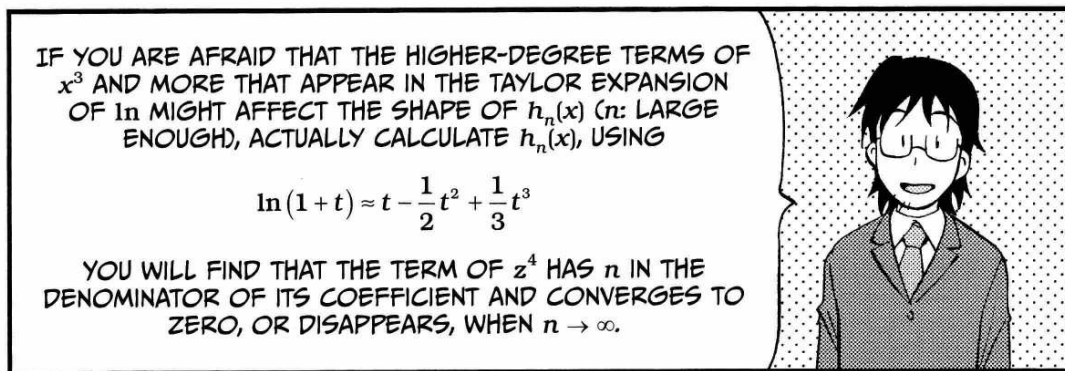 IF YOU ARE AFRAID THAT THE HIGHER-DEGREE TERMS OF
x³ AND MORE THAT APPEAR IN THE TAYLOR EXPANSION
OF ln MIGHT AFFECT THE SHAPE OF hₙ(x) (n: LARGE
ENOUGH), ACTUALLY CALCULATE hₙ(x), USING
ln(1 + t) ≈ t − 1/2 t² + 1/3 t³
YOU WILL FIND THAT THE TERM OF z⁴ HAS n IN THE
DENOMINATOR OF ITS COEFFICIENT AND CONVERGES TO
ZERO, OR DISAPPEARS, WHEN n → ∞.